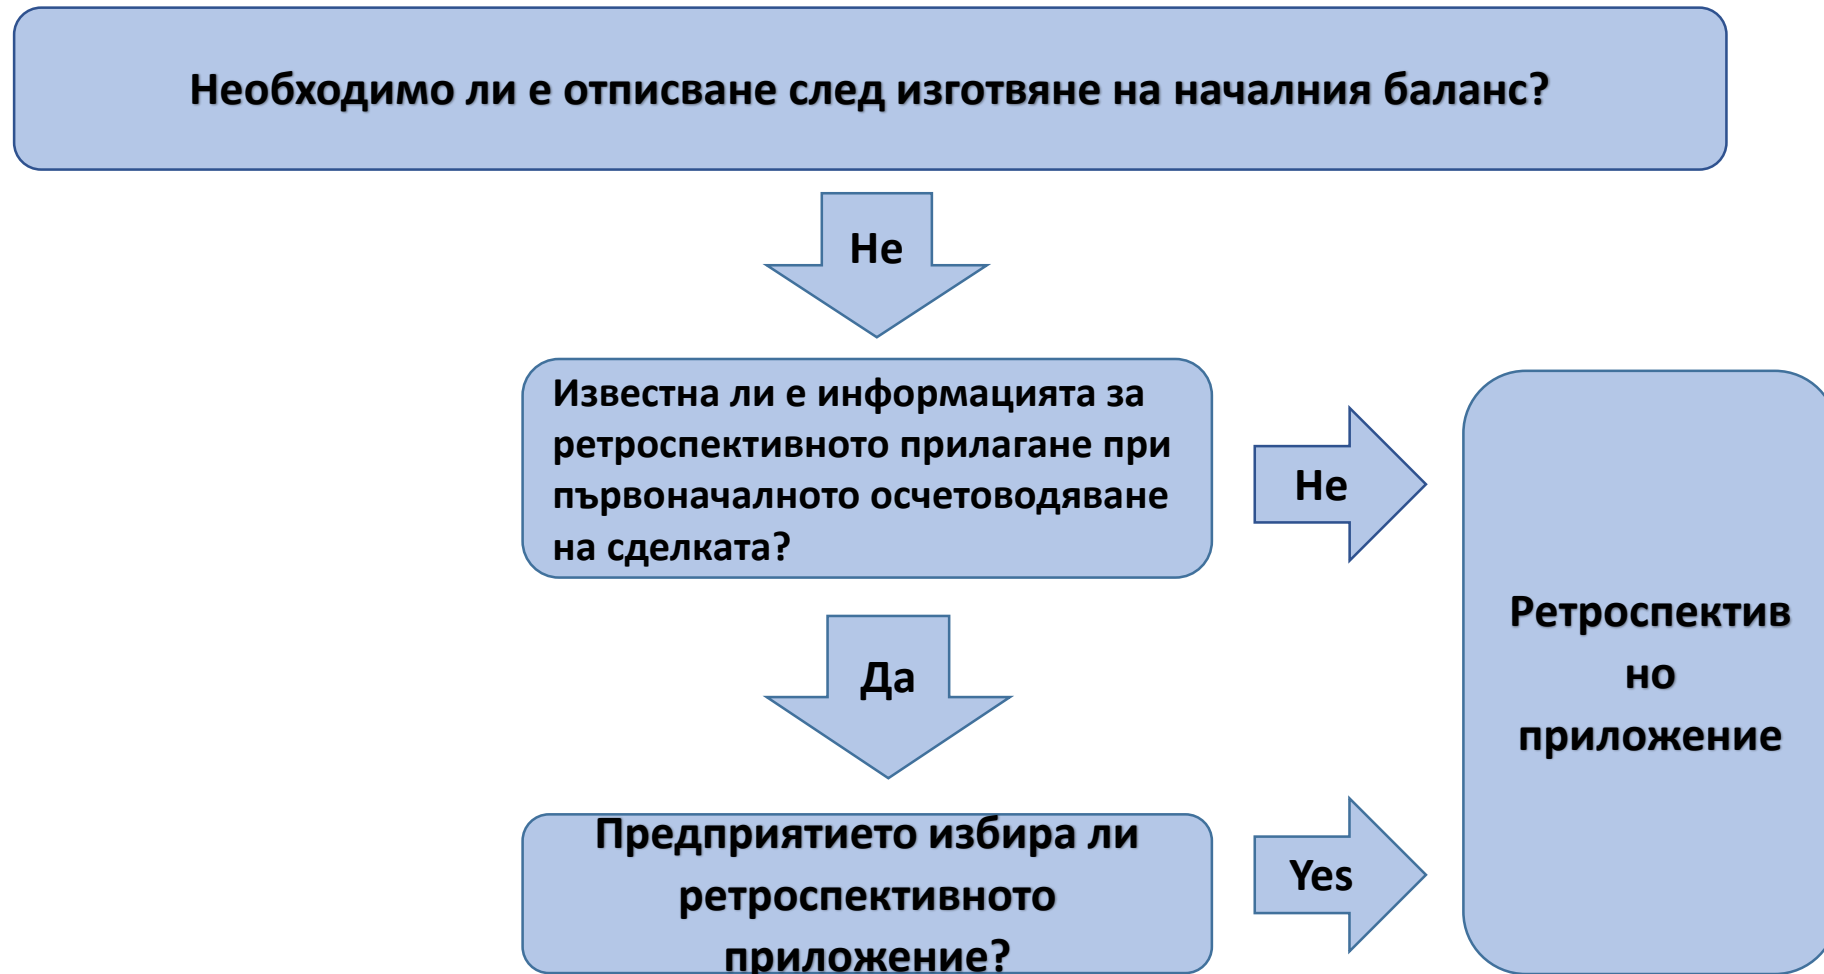 Необходимо ли е отписване след изготвяне на началния баланс?
Не
Известна ли е информацията за
ретроспективното прилагане при
първоначалното осчетоводяване
на сделката?
Не
Ретроспектив
но
приложение
Да
Предприятието избира ли
ретроспективното
приложение?
Yes